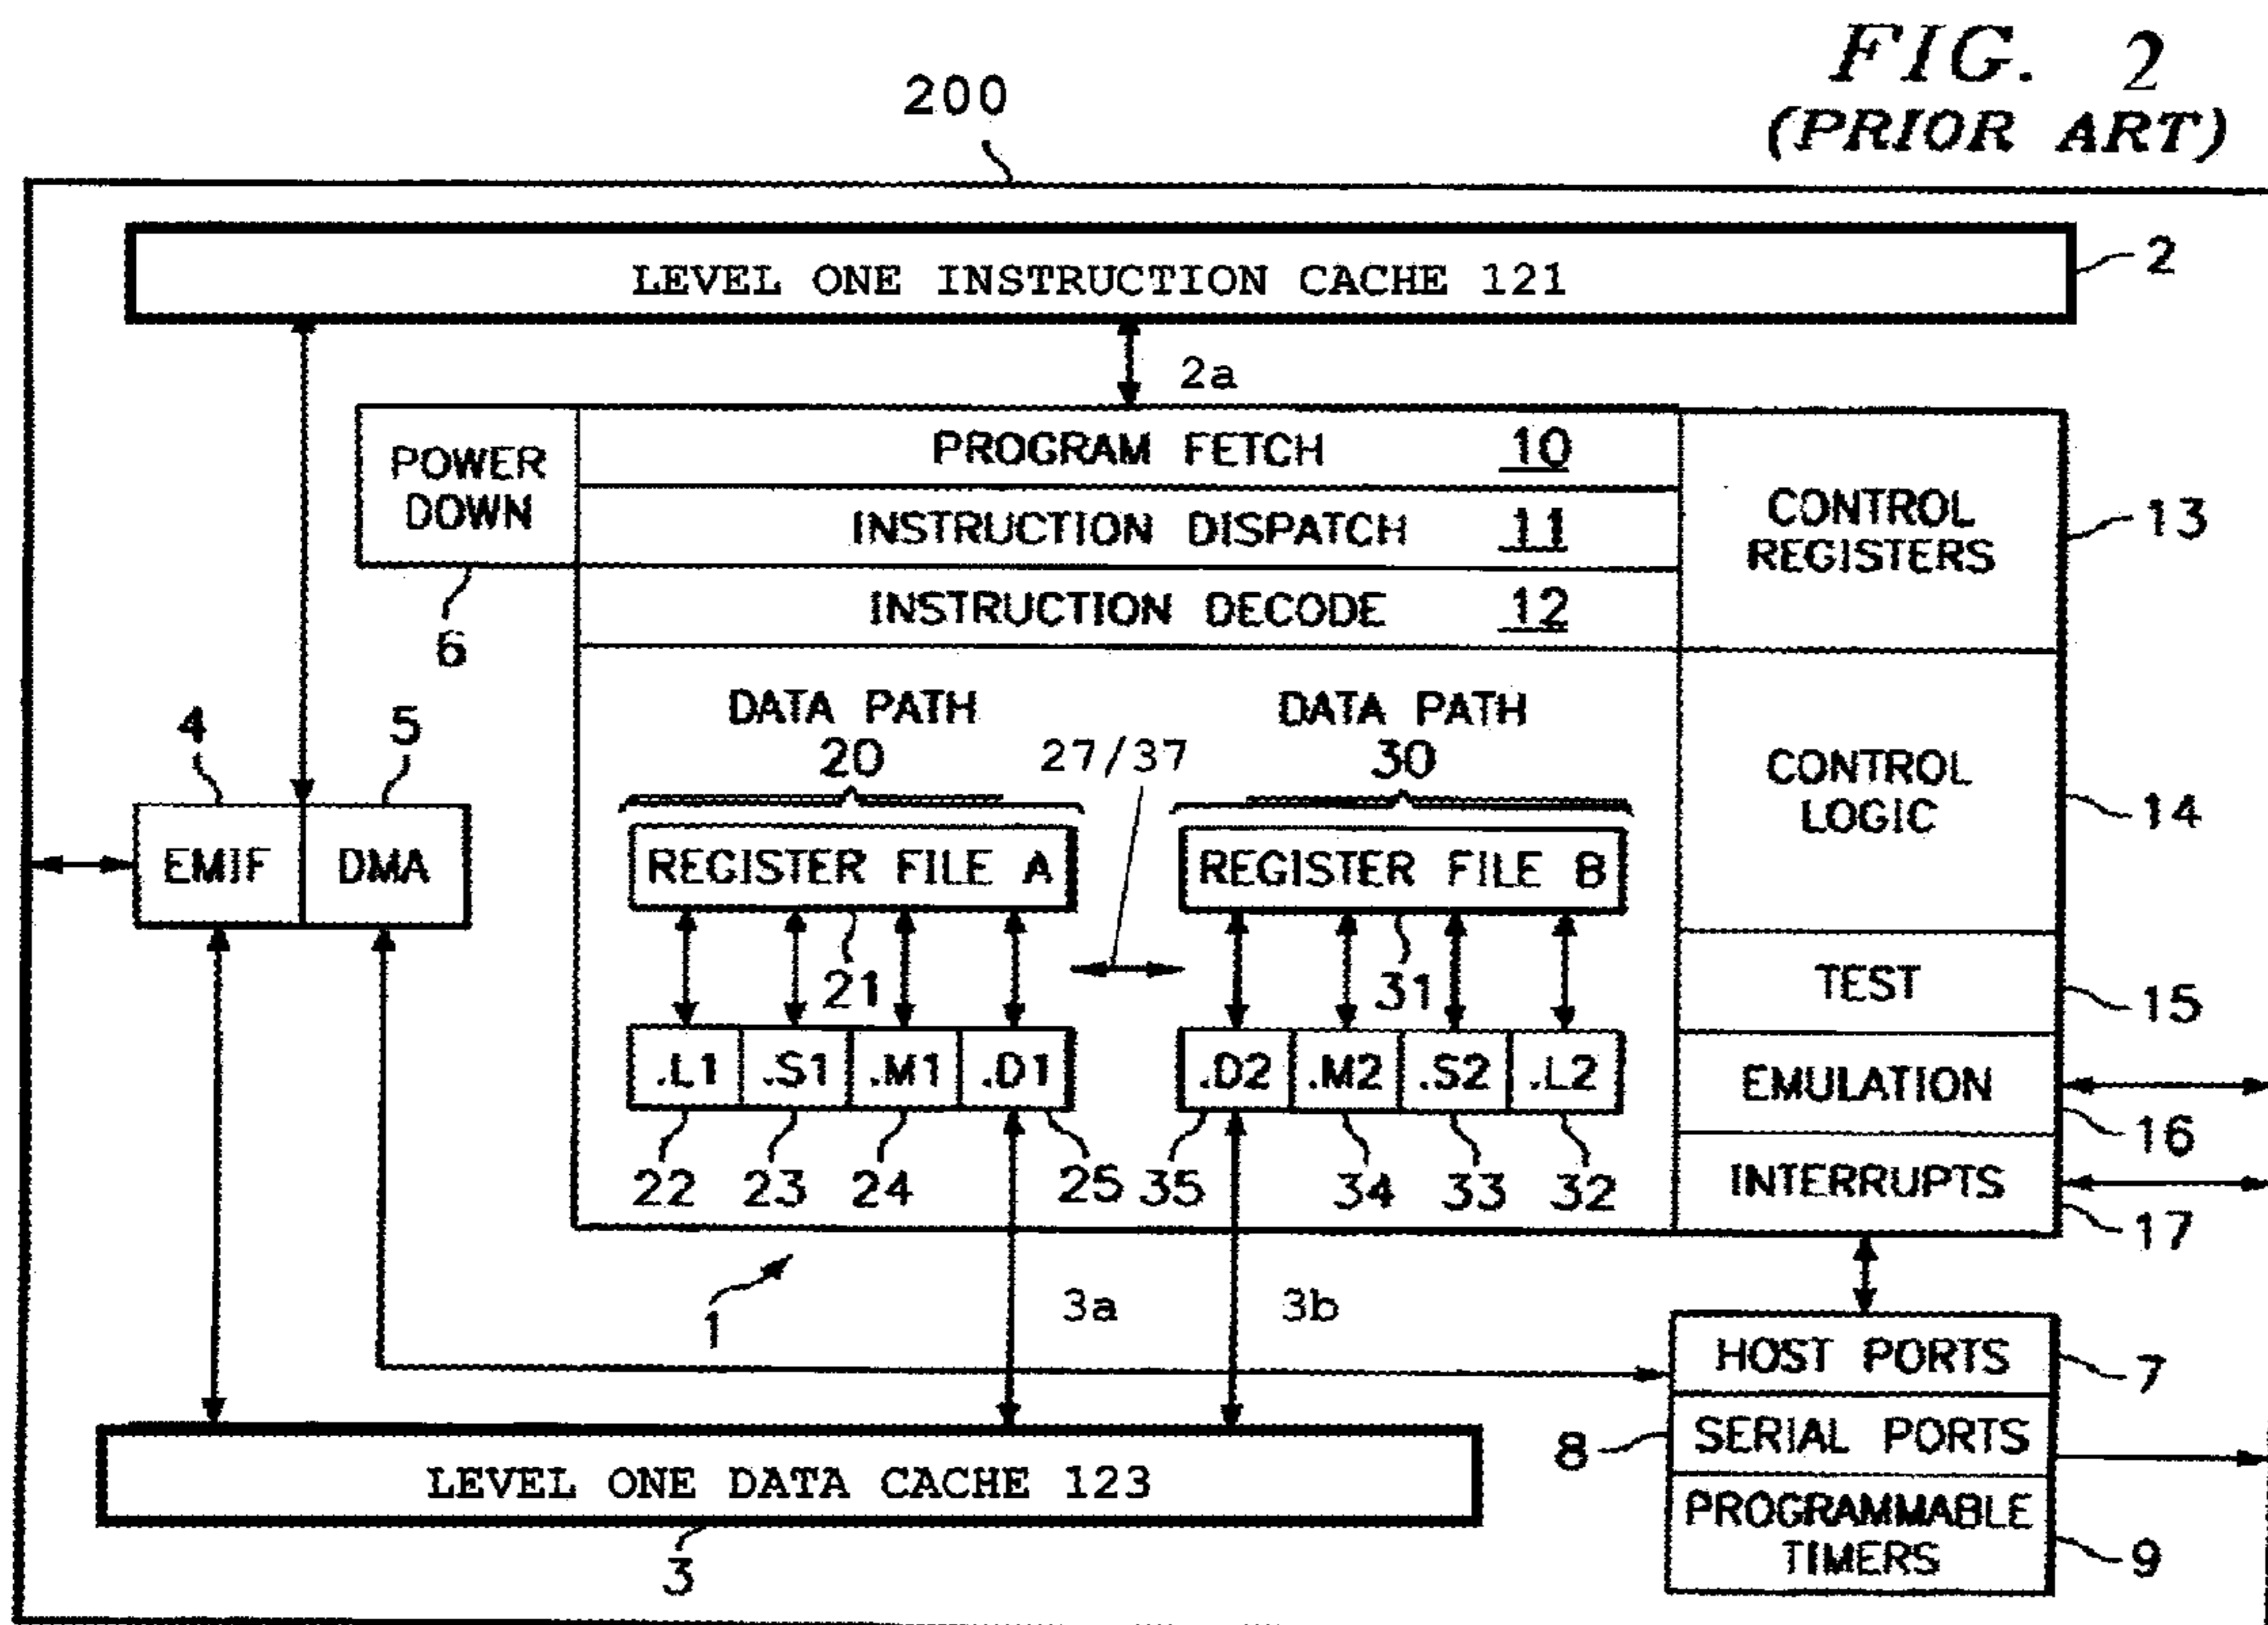 FIG. 2
(PRIOR ART)
200
LEVEL ONE INSTRUCTION CACHE 121
2
2a
POWER
DOWN
6
PROGRAM FETCH 10
INSTRUCTION DISPATCH 11
INSTRUCTION DECODE 12
CONTROL
REGISTERS
13
DATA PATH
20
27/37
DATA PATH
30
CONTROL
LOGIC
14
4
5
EMIF
DMA
REGISTER FILE A
REGISTER FILE B
21
31
TEST
15
.L1
.S1
.M1
.D1
.D2
.M2
.S2
.L2
EMULATION
16
22
23
24
25
35
34
33
32
INTERRUPTS
17
1
3a
3b
HOST PORTS
7
8
SERIAL PORTS
PROGRAMMABLE
TIMERS
9
LEVEL ONE DATA CACHE 123
3